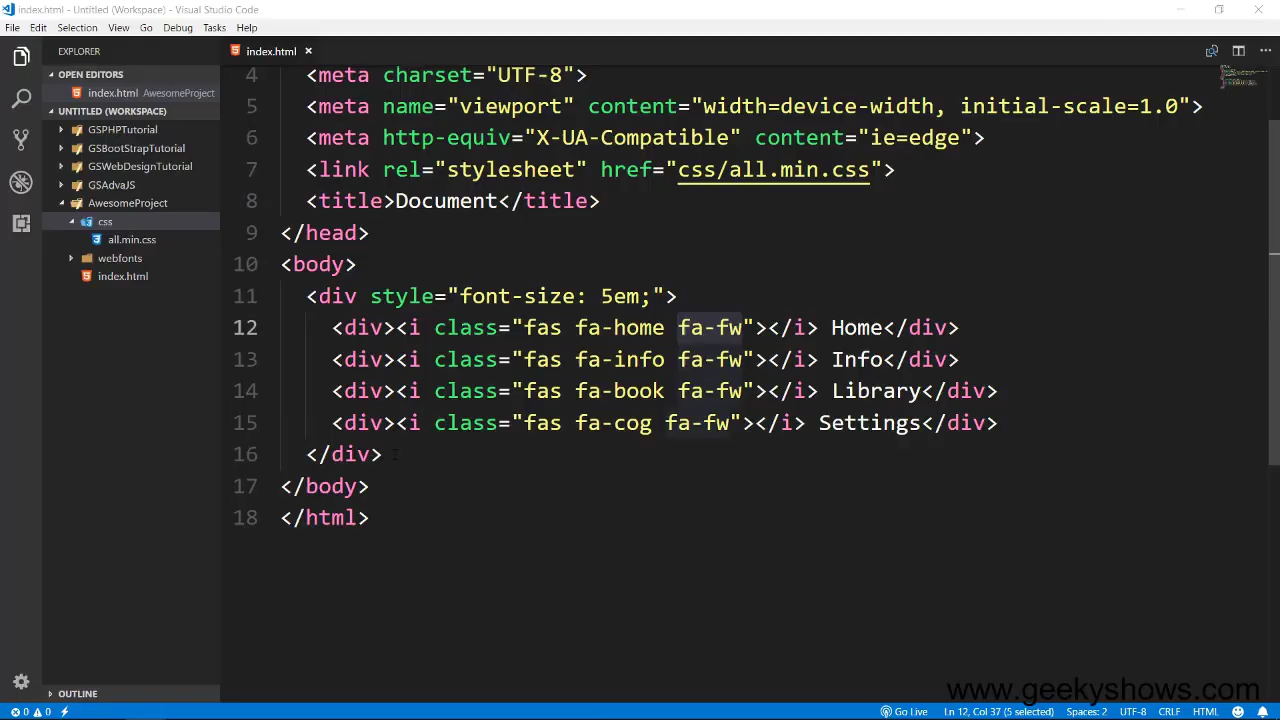 index.html - Untitled (Workspace) - Visual Studio Code
File Edit Selection View Go Debug Tasks Help
EXPLORER
OPEN EDITORS
index.html AwesomeProject
UNTITLED (WORKSPACE)
GSPHPTutorial
GSBootStrapTutorial
GSWebDesignTutorial
GSAdvaJS
AwesomeProject
css
all.min.css
webfonts
index.html
OUTLINE
index.html
4 <meta charset="UTF-8">
5 <meta name="viewport" content="width=device-width, initial-scale=1.0">
6 <meta http-equiv="X-UA-Compatible" content="ie=edge">
7 <link rel="stylesheet" href="css/all.min.css">
8 <title>Document</title>
9 </head>
10 <body>
11 <div style="font-size: 5em;">
12 <div><i class="fas fa-home fa-fw"></i> Home</div>
13 <div><i class="fas fa-info fa-fw"></i> Info</div>
14 <div><i class="fas fa-book fa-fw"></i> Library</div>
15 <div><i class="fas fa-cog fa-fw"></i> Settings</div>
16 </div>
17 </body>
18 </html>
www.geekyshows.com
0 0 Go Live Ln 12, Col 37 (5 selected) Spaces: 2 UTF-8 CRLF HTML